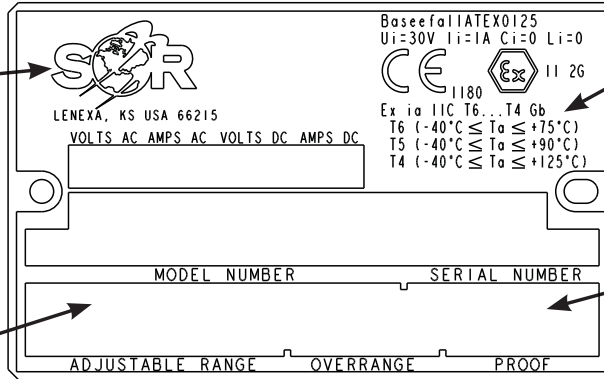 BaseefaIIATEX0125
Ui=30V Ii=IA Ci=0 Li=0
SOR
CE Ex II 2G
1180
LENEXA, KS USA 66215
Ex ia IIC T6...T4 Gb
T6 (-40°C ≤ Ta ≤ +75°C)
T5 (-40°C ≤ Ta ≤ +90°C)
T4 (-40°C ≤ Ta ≤ +125°C)
VOLTS AC AMPS AC VOLTS DC AMPS DC
MODEL NUMBER SERIAL NUMBER
ADJUSTABLE RANGE OVERRANGE PROOF